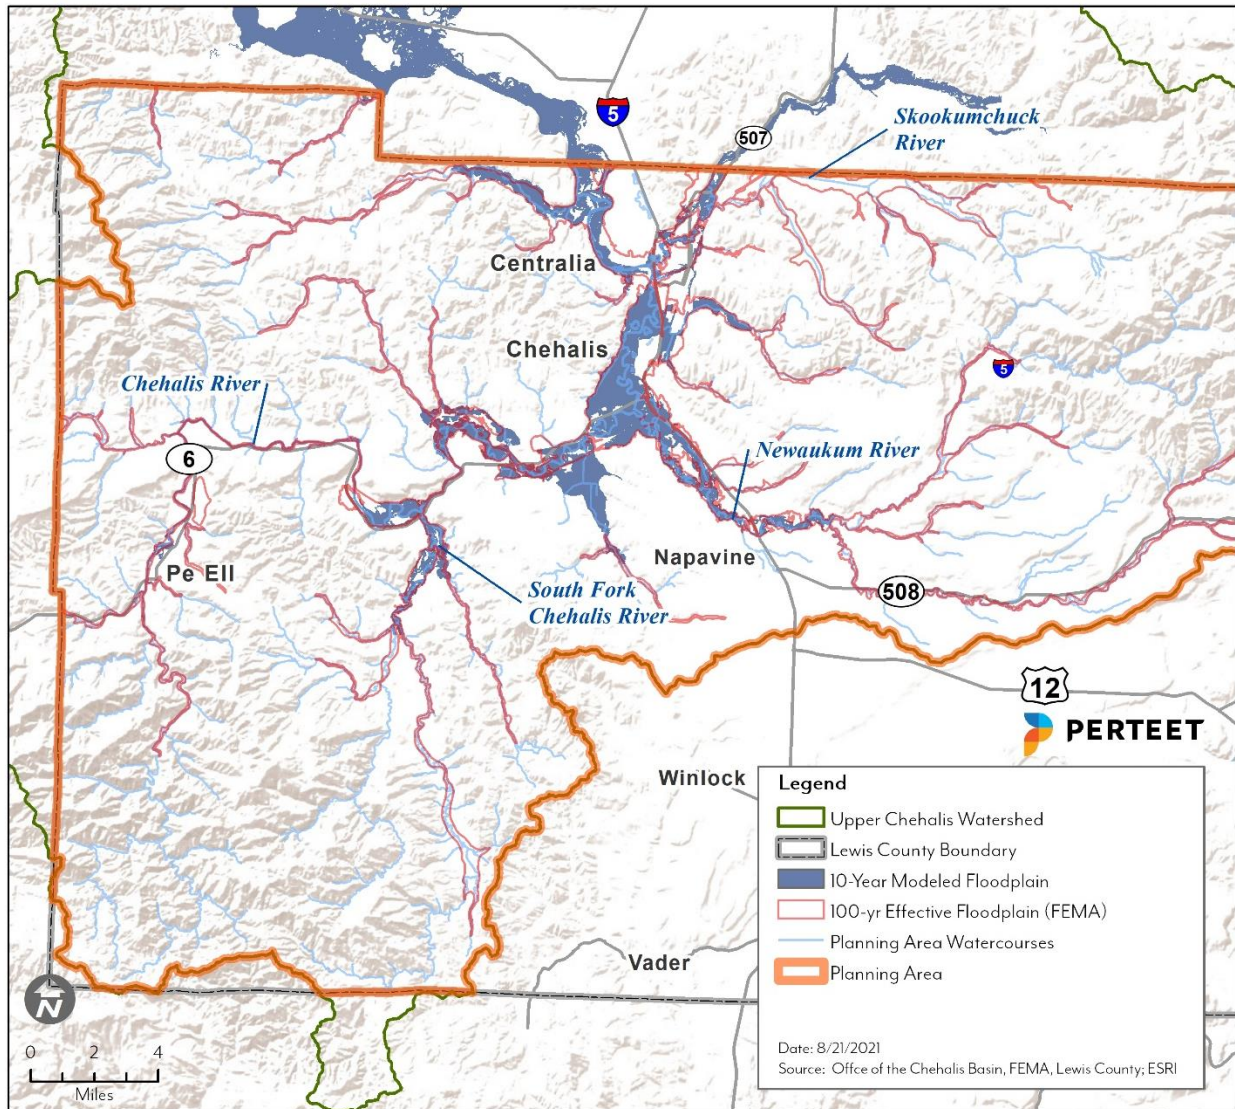 5
507
Skookumchuck
River
Centralia
Chehalis
5
Chehalis River
6
Newaukum River
Napavine
Pe Ell
South Fork
Chehalis River
508
12
PERTEET
Winlock
Legend
Upper Chehalis Watershed
Lewis County Boundary
10-Year Modeled Floodplain
100-yr Effective Floodplain (FEMA)
Planning Area Watercourses
Planning Area
Vader
N
0 2 4
Miles
Date: 8/21/2021
Source: Offce of the Chehalis Basin, FEMA, Lewis County; ESRI